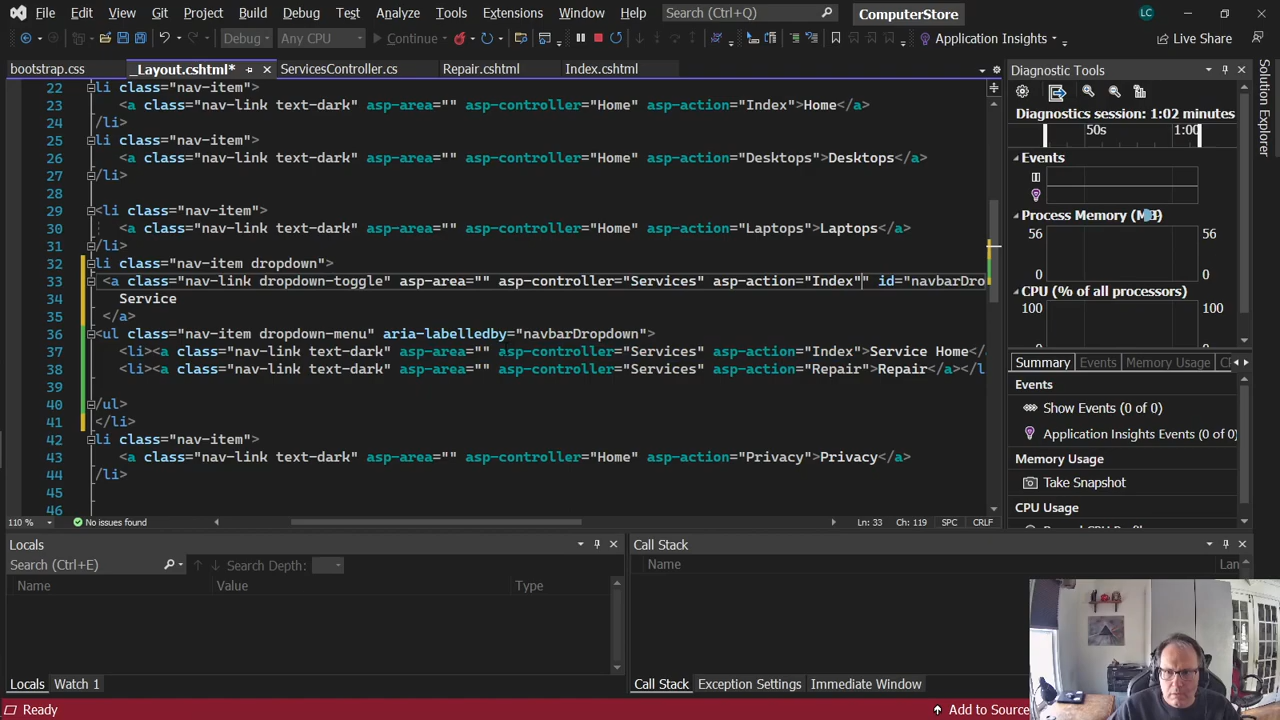 File Edit View Git Project Build Debug Test Analyze Tools Extensions Window Help Search (Ctrl+Q) ComputerStore LC
Debug Any CPU Continue Application Insights Live Share
bootstrap.css _Layout.cshtml* ServicesController.cs Repair.cshtml Index.cshtml
22 li class="nav-item">
23 <a class="nav-link text-dark" asp-area="" asp-controller="Home" asp-action="Index">Home</a>
24 /li>
25 li class="nav-item">
26 <a class="nav-link text-dark" asp-area="" asp-controller="Home" asp-action="Desktops">Desktops</a>
27 /li>
28
29 <li class="nav-item">
30 <a class="nav-link text-dark" asp-area="" asp-controller="Home" asp-action="Laptops">Laptops</a>
31 /li>
32 li class="nav-item dropdown">
33 <a class="nav-link dropdown-toggle" asp-area="" asp-controller="Services" asp-action="Index"" id="navbarDro
34 Service
35 </a>
36 <ul class="nav-item dropdown-menu" aria-labelledby="navbarDropdown">
37 <li><a class="nav-link text-dark" asp-area="" asp-controller="Services" asp-action="Index">Service Home</
38 <li><a class="nav-link text-dark" asp-area="" asp-controller="Services" asp-action="Repair">Repair</a></l
39
40 /ul>
41 </li>
42 li class="nav-item">
43 <a class="nav-link text-dark" asp-area="" asp-controller="Home" asp-action="Privacy">Privacy</a>
44 /li>
45
46
110 % No issues found Ln: 33 Ch: 119 SPC CRLF
Diagnostic Tools
Diagnostics session: 1:02 minutes
50s 1:00
Events
Process Memory (MB)
56 56
0 0
CPU (% of all processors)
100 100
0 0
Summary Events Memory Usage
Events
Show Events (0 of 0)
Application Insights Events (0 of 0)
Memory Usage
Take Snapshot
CPU Usage
Solution Explorer
Locals
Search (Ctrl+E) Search Depth:
Name Value Type
Locals Watch 1
Call Stack
Name Lan
Call Stack Exception Settings Immediate Window
Ready Add to Source